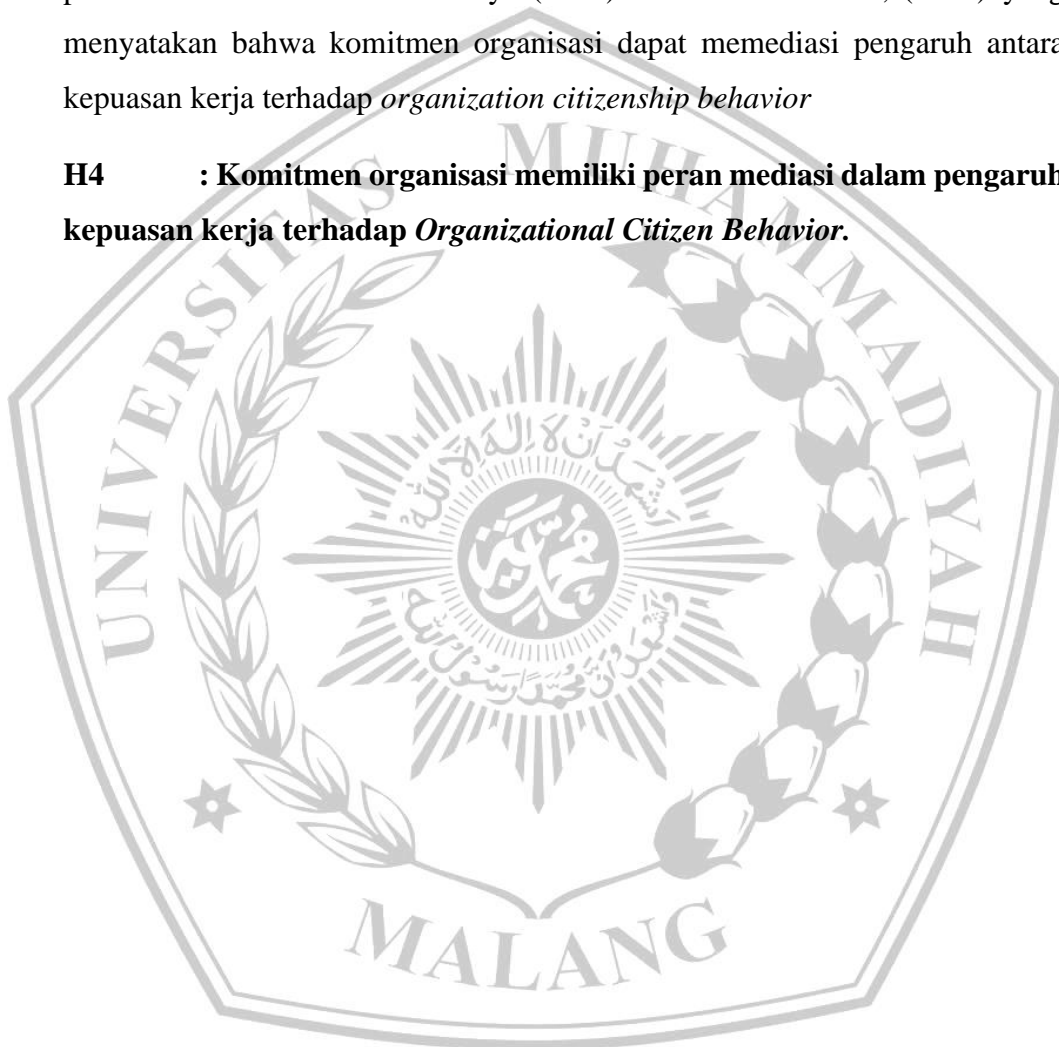 menyatakan bahwa komitmen organisasi dapat memediasi pengaruh antara
kepuasan kerja terhadap organization citizenship behavior
H4 : Komitmen organisasi memiliki peran mediasi dalam pengaruh
kepuasan kerja terhadap Organizational Citizen Behavior.
UNIVERSITAS MUHAMMADIYAH
MALANG